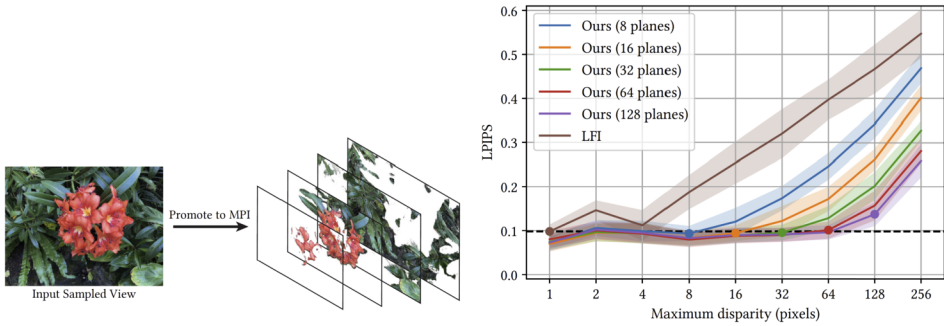 Input Sampled View
Promote to MPI
Ours (8 planes)
Ours (16 planes)
Ours (32 planes)
Ours (64 planes)
Ours (128 planes)
LFI
LPIPS
0.6
0.5
0.4
0.3
0.2
0.1
0.0
1 2 4 8 16 32 64 128 256
Maximum disparity (pixels)